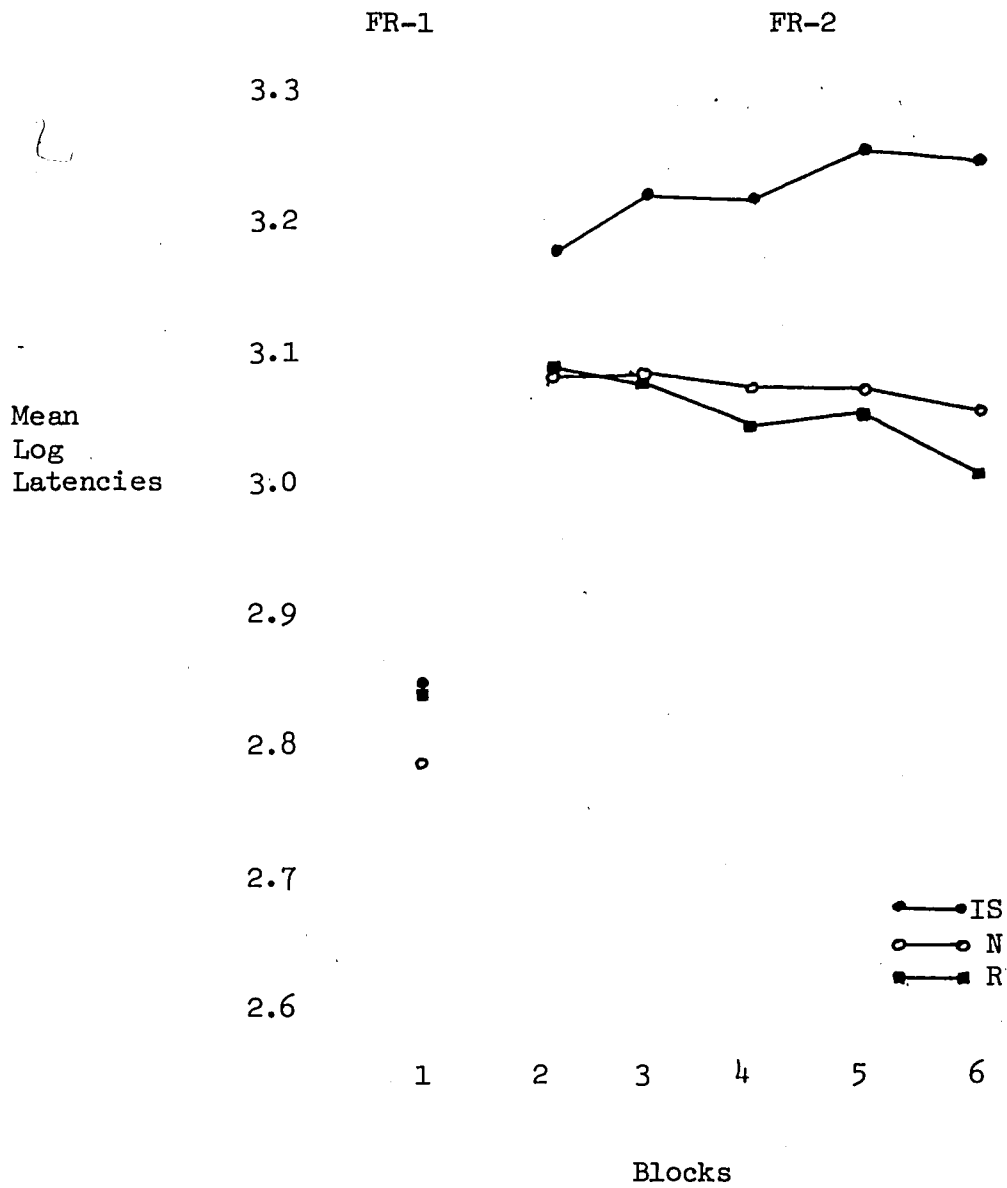 FR-1 FR-2
3.3
3.2
3.1
Mean
Log
Latencies
3.0
2.9
2.8
2.7
IS
N
R
2.6
1 2 3 4 5 6
Blocks